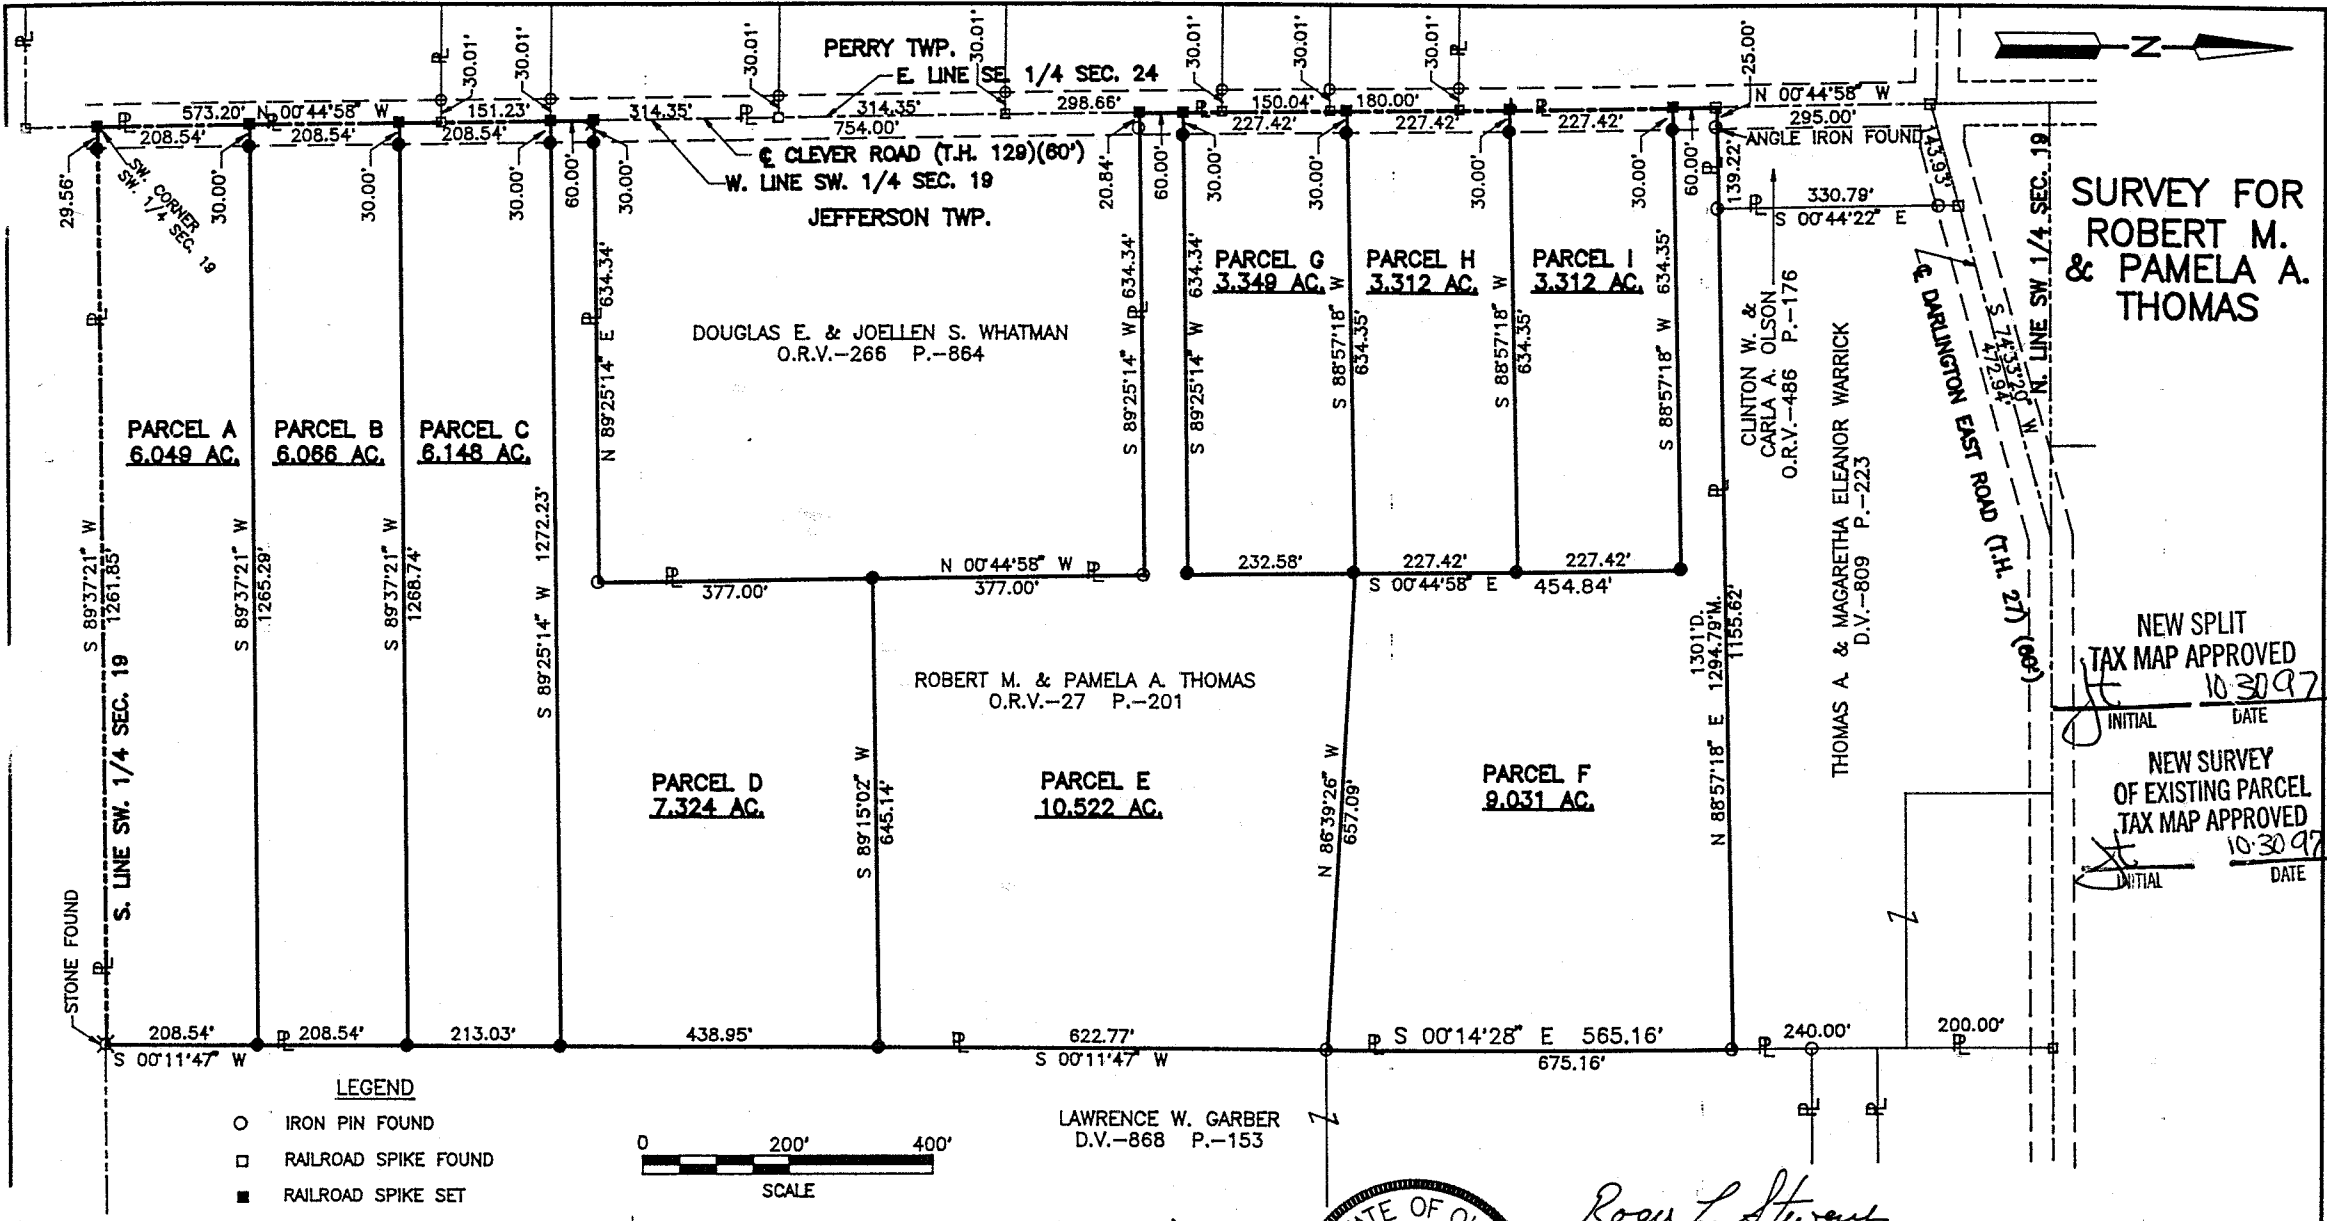 PERRY TWP.
E. LINE SE. 1/4 SEC. 24
30.01'
30.01'
30.01'
30.01'
30.01'
30.01'
30.01'
25.00'
N
573.20' N 00°44'58" W
151.23'
314.35'
314.35'
298.66'
150.04'
180.00'
N 00°44'58" W
208.54'
208.54'
208.54'
754.00'
227.42'
227.42'
227.42'
295.00'
ANGLE IRON FOUND
℄ CLEVER ROAD (T.H. 129)(60')
W. LINE SW. 1/4 SEC. 19
JEFFERSON TWP.
29.56'
SW. CORNER
SW. 1/4 SEC. 19
30.00'
30.00'
30.00'
60.00'
30.00'
20.84'
60.00'
30.00'
30.00'
30.00'
30.00'
60.00'
139.22'
143.93'
330.79'
S 00°44'22" E
N. LINE SW 1/4 SEC. 19
SURVEY FOR
ROBERT M.
& PAMELA A.
THOMAS
N 89°25'14" E 634.34'
S 89°25'14" W 634.34'
S 89°25'14" W 634.34'
S 88°57'18" W
634.35'
S 88°57'18" W
634.35'
S 88°57'18" W 634.35'
PARCEL G
3.349 AC.
PARCEL H
3.312 AC.
PARCEL I
3.312 AC.
DOUGLAS E. & JOELLEN S. WHATMAN
O.R.V.-266 P.-864
CLINTON W. &
CARLA A. OLSON
O.R.V.-486 P.-176
THOMAS A. & MAGARETHA ELEANOR WARRICK
D.V.-809 P.-223
S 74°33'20" W
472.94'
℄ DARLINGTON EAST ROAD (T.H. 27) (60')
PARCEL A
6.049 AC.
PARCEL B
6.066 AC.
PARCEL C
6.148 AC.
S 89°37'21" W
1261.85'
S 89°37'21" W
1265.29'
S 89°37'21" W
1268.74'
S 89°25'14" W 1272.23'
377.00'
N 00°44'58" W
377.00'
232.58'
227.42'
227.42'
S 00°44'58" E 454.84'
1301'D.
N 88°57'18" E 1294.79'M.
1155.62'
ROBERT M. & PAMELA A. THOMAS
O.R.V.-27 P.-201
NEW SPLIT
TAX MAP APPROVED
10 30 97
INITIAL DATE
NEW SURVEY
OF EXISTING PARCEL
TAX MAP APPROVED
10-30 97
INITIAL DATE
S. LINE SW. 1/4 SEC. 19
PARCEL D
7.324 AC.
S 89°15'02" W
645.14'
PARCEL E
10.522 AC.
N 86°39'26" W
657.09'
PARCEL F
9.031 AC.
STONE FOUND
208.54'
208.54'
213.03'
438.95'
622.77'
S 00°14'28" E 565.16'
240.00'
200.00'
S 00°11'47" W
S 00°11'47" W
675.16'
LEGEND
IRON PIN FOUND
RAILROAD SPIKE FOUND
RAILROAD SPIKE SET
0 200' 400'
SCALE
LAWRENCE W. GARBER
D.V.-868 P.-153
ATE OF O
Roger L. Stevens